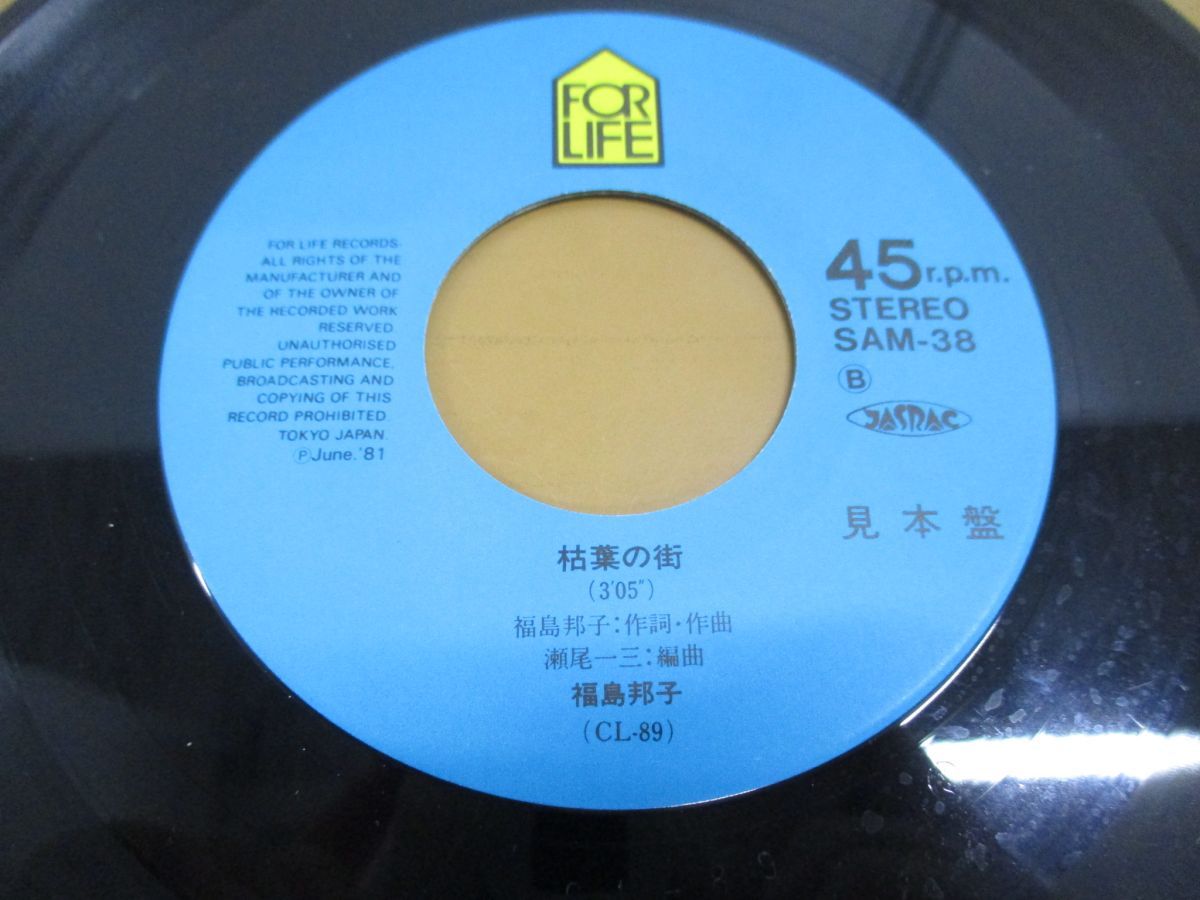 FOR
LIFE
FOR LIFE RECORDS-
ALL RIGHTS OF THE
MANUFACTURER AND
OF THE OWNER OF
THE RECORDED WORK
RESERVED.
UNAUTHORISED
PUBLIC PERFORMANCE,
BROADCASTING AND
COPYING OF THIS
RECORD PROHIBITED.
TOKYO JAPAN.
ⓅJune.'81
45 r.p.m.
STEREO
SAM-38
Ⓑ
JASRAC
見本盤
枯葉の街
(3'05")
福島邦子:作詞・作曲
瀬尾一三:編曲
福島邦子
(CL-89)